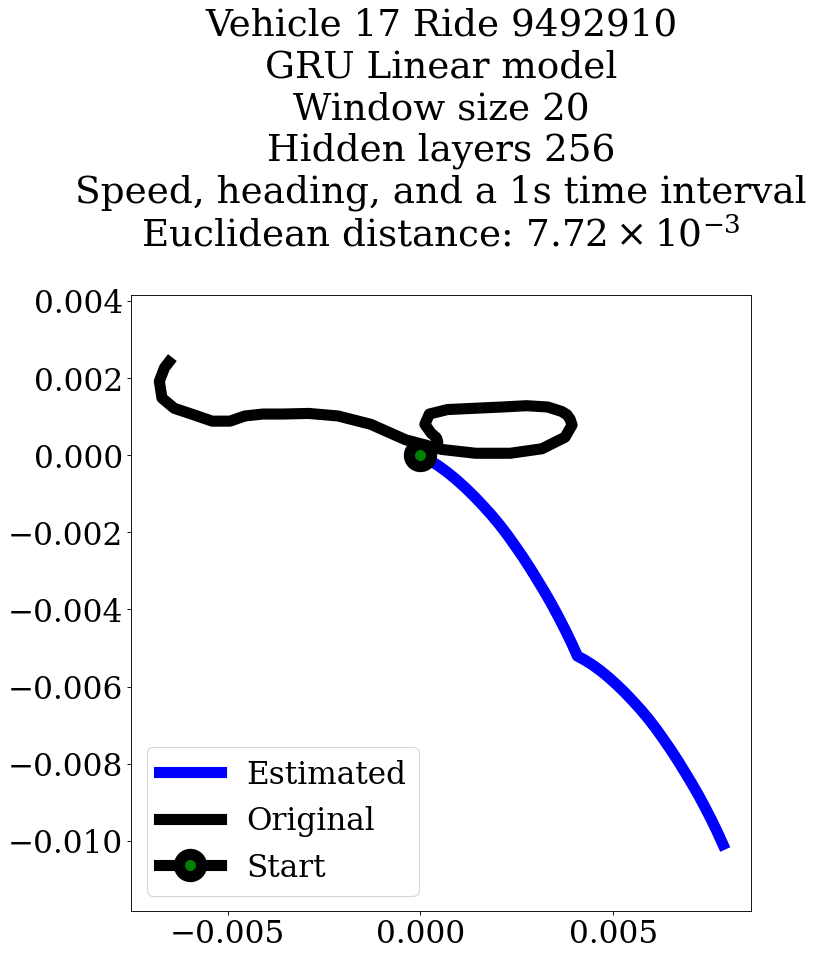 Vehicle 17 Ride 9492910
GRU Linear model
Window size 20
Hidden layers 256
Speed, heading, and a 1s time interval
Euclidean distance: 7.72 × 10⁻³
0.004
0.002
0.000
−0.002
−0.004
−0.006
−0.008
−0.010
Estimated
Original
Start
−0.005 0.000 0.005